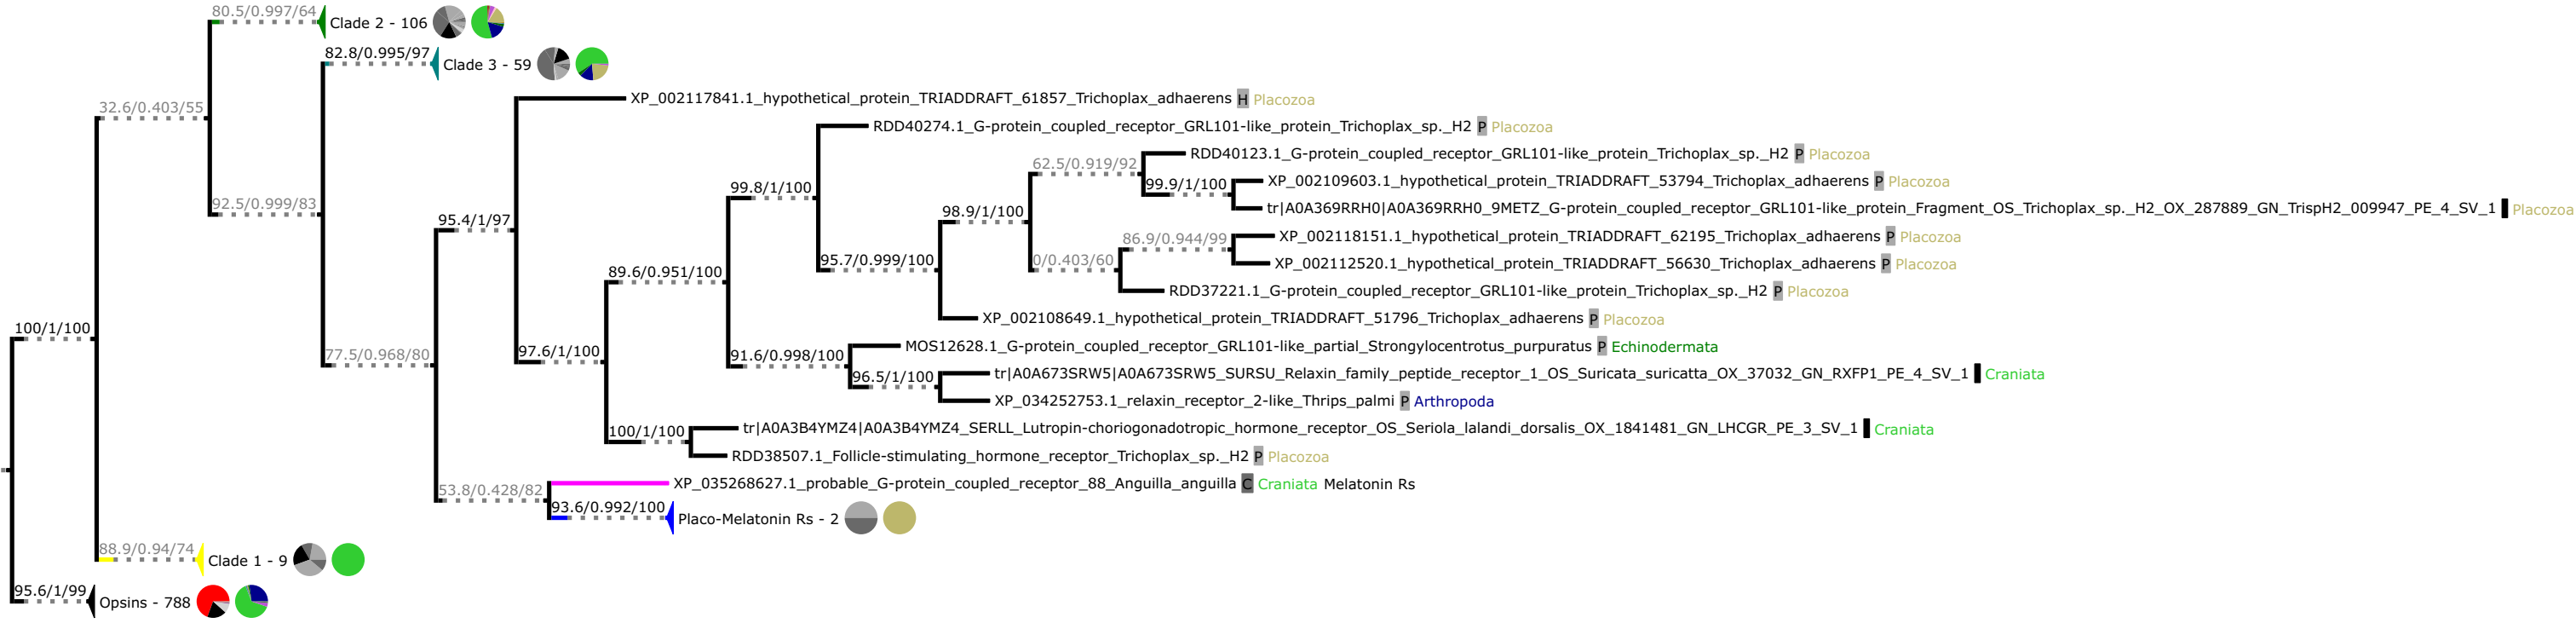 80.5/0.997/64
Clade 2 - 106
82.8/0.995/97
Clade 3 - 59
32.6/0.403/55
XP_002117841.1_hypothetical_protein_TRIADDRAFT_61857_Trichoplax_adhaerens H Placozoa
RDD40274.1_G-protein_coupled_receptor_GRL101-like_protein_Trichoplax_sp._H2 P Placozoa
62.5/0.919/92
RDD40123.1_G-protein_coupled_receptor_GRL101-like_protein_Trichoplax_sp._H2 P Placozoa
99.8/1/100
99.9/1/100
XP_002109603.1_hypothetical_protein_TRIADDRAFT_53794_Trichoplax_adhaerens P Placozoa
92.5/0.999/83
98.9/1/100
tr|A0A369RRH0|A0A369RRH0_9METZ_G-protein_coupled_receptor_GRL101-like_protein_Fragment_OS_Trichoplax_sp._H2_OX_287889_GN_TrispH2_009947_PE_4_SV_1 Placozoa
95.4/1/97
86.9/0.944/99
XP_002118151.1_hypothetical_protein_TRIADDRAFT_62195_Trichoplax_adhaerens P Placozoa
89.6/0.951/100
95.7/0.999/100
0/0.403/60
XP_002112520.1_hypothetical_protein_TRIADDRAFT_56630_Trichoplax_adhaerens P Placozoa
RDD37221.1_G-protein_coupled_receptor_GRL101-like_protein_Trichoplax_sp._H2 P Placozoa
XP_002108649.1_hypothetical_protein_TRIADDRAFT_51796_Trichoplax_adhaerens P Placozoa
100/1/100
77.5/0.968/80
97.6/1/100
91.6/0.998/100
MOS12628.1_G-protein_coupled_receptor_GRL101-like_partial_Strongylocentrotus_purpuratus P Echinodermata
96.5/1/100
tr|A0A673SRW5|A0A673SRW5_SURSU_Relaxin_family_peptide_receptor_1_OS_Suricata_suricatta_OX_37032_GN_RXFP1_PE_4_SV_1 Craniata
XP_034252753.1_relaxin_receptor_2-like_Thrips_palmi P Arthropoda
100/1/100
tr|A0A3B4YMZ4|A0A3B4YMZ4_SERLL_Lutropin-choriogonadotropic_hormone_receptor_OS_Seriola_lalandi_dorsalis_OX_1841481_GN_LHCGR_PE_3_SV_1 Craniata
RDD38507.1_Follicle-stimulating_hormone_receptor_Trichoplax_sp._H2 P Placozoa
53.8/0.428/82
XP_035268627.1_probable_G-protein_coupled_receptor_88_Anguilla_anguilla C Craniata Melatonin Rs
93.6/0.992/100
Placo-Melatonin Rs - 2
88.9/0.94/74
Clade 1 - 9
95.6/1/99
Opsins - 788